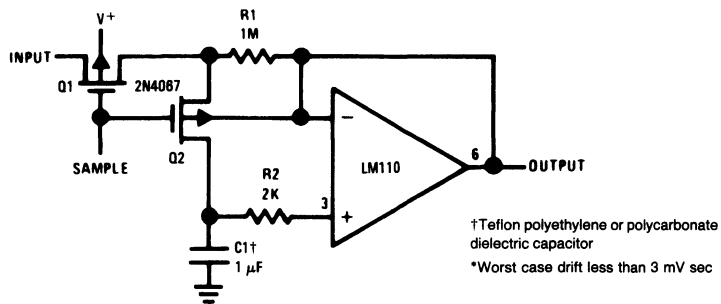 R1
1M
V+
INPUT
Q1
2N4067
Q2
SAMPLE
R2
2K
3
−
+
LM110
6
OUTPUT
C1†
1 μF
†Teflon polyethylene or polycarbonate
dielectric capacitor
*Worst case drift less than 3 mV sec